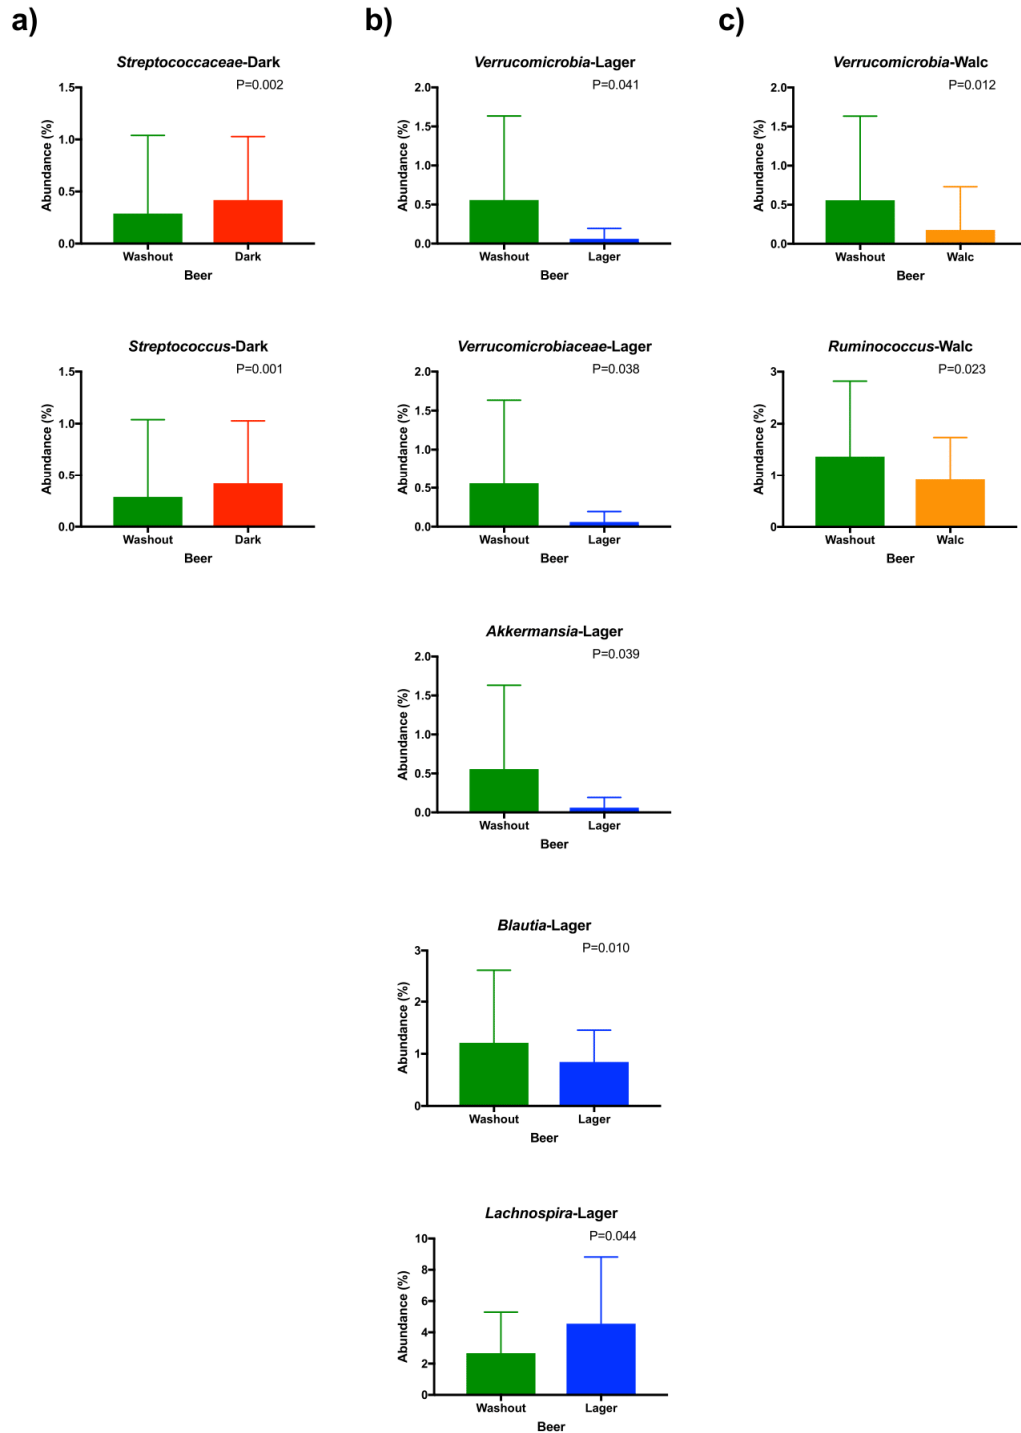 a)
Streptococcaceae-Dark
P=0.002
1.5
1.0
0.5
0.0
Abundance (%)
Washout Dark
Beer
Streptococcus-Dark
P=0.001
1.5
1.0
0.5
0.0
Abundance (%)
Washout Dark
Beer
b)
Verrucomicrobia-Lager
P=0.041
2.0
1.5
1.0
0.5
0.0
Abundance (%)
Washout Lager
Beer
Verrucomicrobiaceae-Lager
P=0.038
2.0
1.5
1.0
0.5
0.0
Abundance (%)
Washout Lager
Beer
Akkermansia-Lager
P=0.039
2.0
1.5
1.0
0.5
0.0
Abundance (%)
Washout Lager
Beer
Blautia-Lager
P=0.010
3
2
1
0
Abundance (%)
Washout Lager
Beer
Lachnospira-Lager
P=0.044
10
8
6
4
2
0
Abundance (%)
Washout Lager
Beer
c)
Verrucomicrobia-Walc
P=0.012
2.0
1.5
1.0
0.5
0.0
Abundance (%)
Washout Walc
Beer
Ruminococcus-Walc
P=0.023
3
2
1
0
Abundance (%)
Washout Walc
Beer